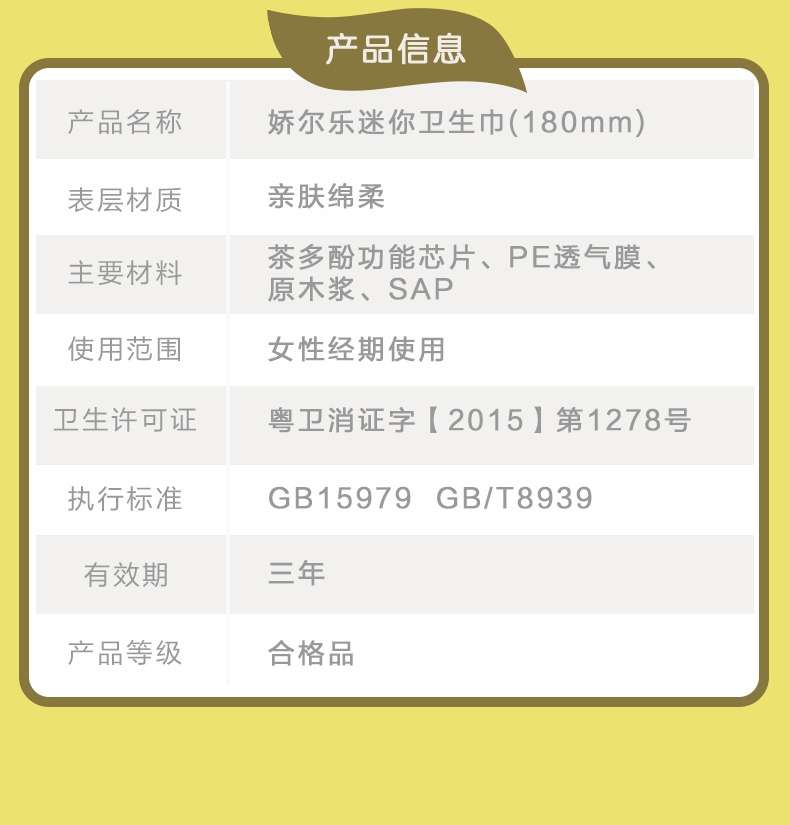 产品信息
产品名称 娇尔乐迷你卫生巾(180mm)
表层材质 亲肤绵柔
主要材料 茶多酚功能芯片、PE透气膜、
原木浆、SAP
使用范围 女性经期使用
卫生许可证 粤卫消证字【2015】第1278号
执行标准 GB15979 GB/T8939
有效期 三年
产品等级 合格品